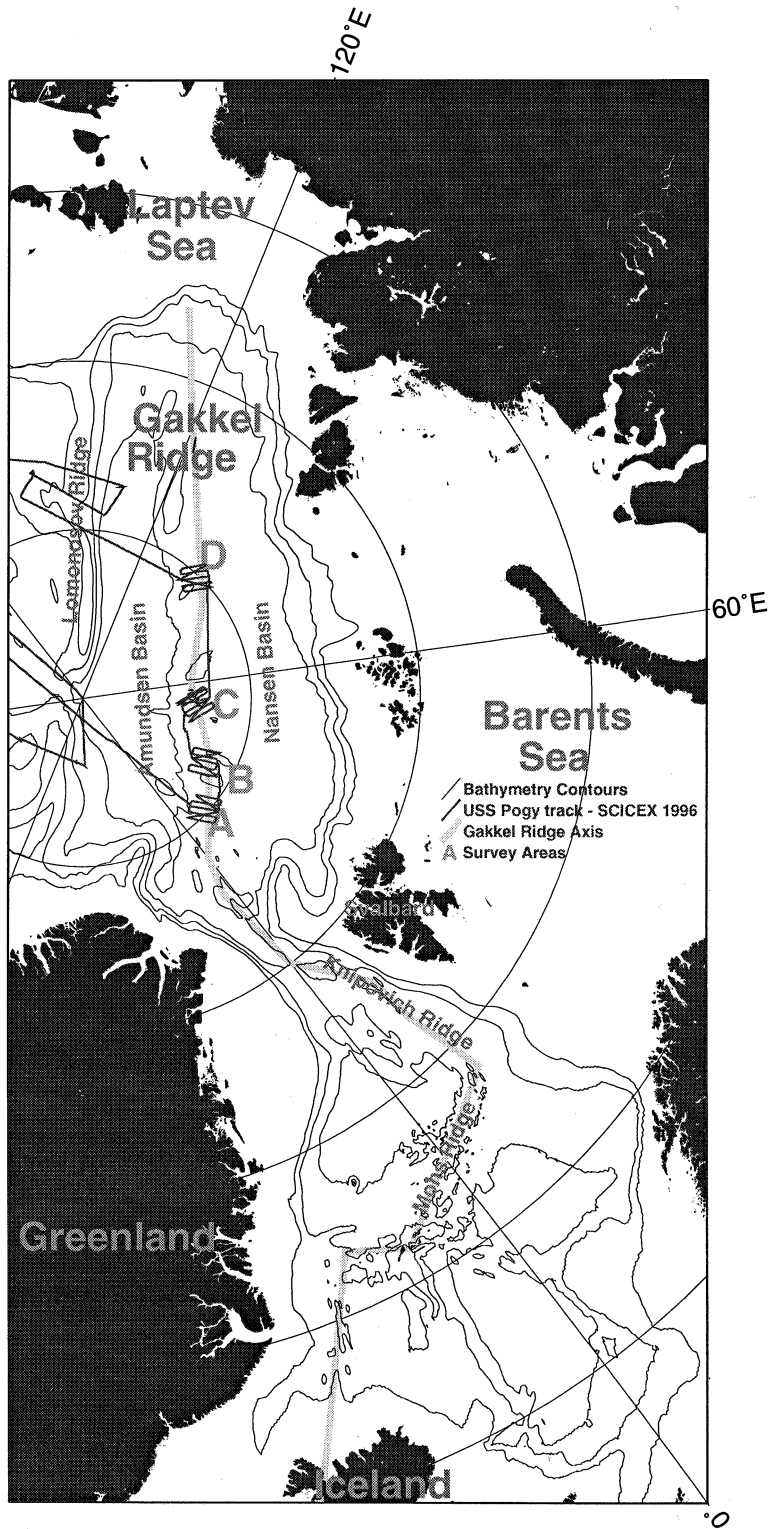 120°E
Laptev
Sea
Gakkel
Ridge
Lomonosov Ridge
D
Amundsen Basin
Nansen Basin
60°E
C
Barents
Sea
B
Bathymetry Contours
USS Pogy track - SCICEX 1996
A
Gakkel Ridge Axis
A Survey Areas
Svalbard
Knipovich Ridge
Mohs Ridge
Greenland
Iceland
0°